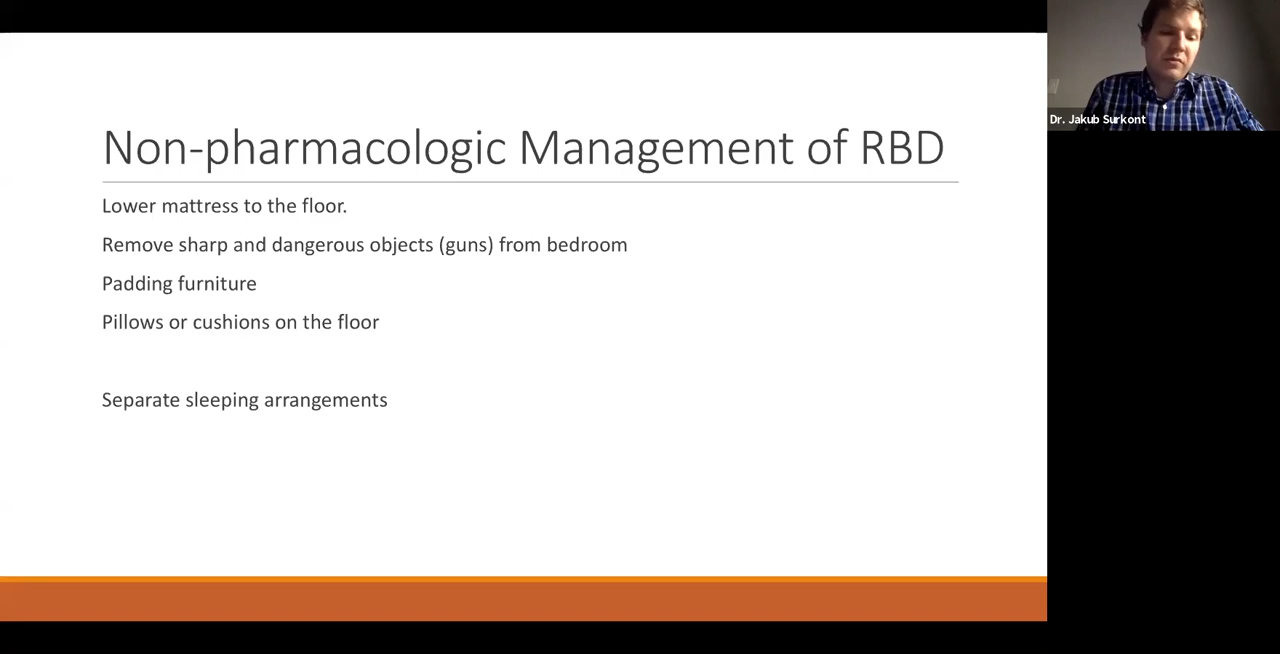 Non-pharmacologic Management of RBD
Lower mattress to the floor.
Remove sharp and dangerous objects (guns) from bedroom
Padding furniture
Pillows or cushions on the floor
Separate sleeping arrangements
Dr. Jakub Surkont